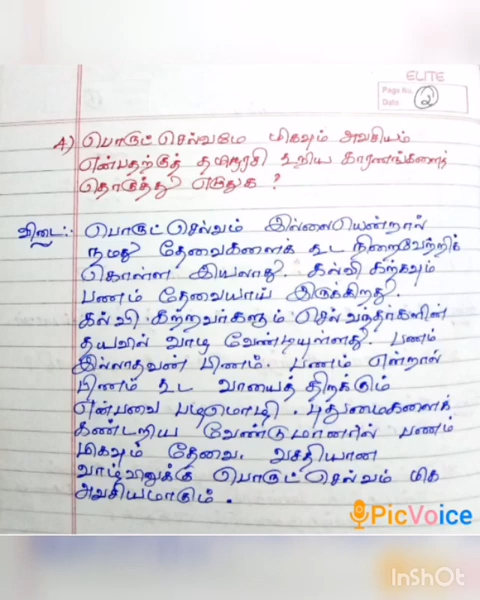 ELITE
Page No. 2
Date
A) பொருட்செல்வமே மிகவும் அவசியம்
என்பதற்குத் தமிழரசி கூறிய காரணங்களைத்
தொகுத்து எழுதுக ?
விடை:- பொருட்செல்வம் இல்லையென்றால்
நமது தேவைகளைக் கூட நிறைவேற்றிக்
கொள்ள இயலாது. கல்வி கற்கவும்
பணம் தேவையாய் இருக்கிறது.
கல்வி கற்றவர்களும் செல்வந்தர்களின்
தயவில் வாழ வேண்டியுள்ளது. பணம்
இல்லாதவன் பிணம். பணம் என்றால்
பிணம் கூட வாயைத் திறக்கும்
என்பவை பழமொழி. புதுமைகளைக்
கண்டறிய வேண்டுமானால் பணம்
மிகவும் தேவை. வசதியான
வாழ்வுக்கு பொருட்செல்வம் மிக
அவசியமாகும்.
PicVoice
InShOt